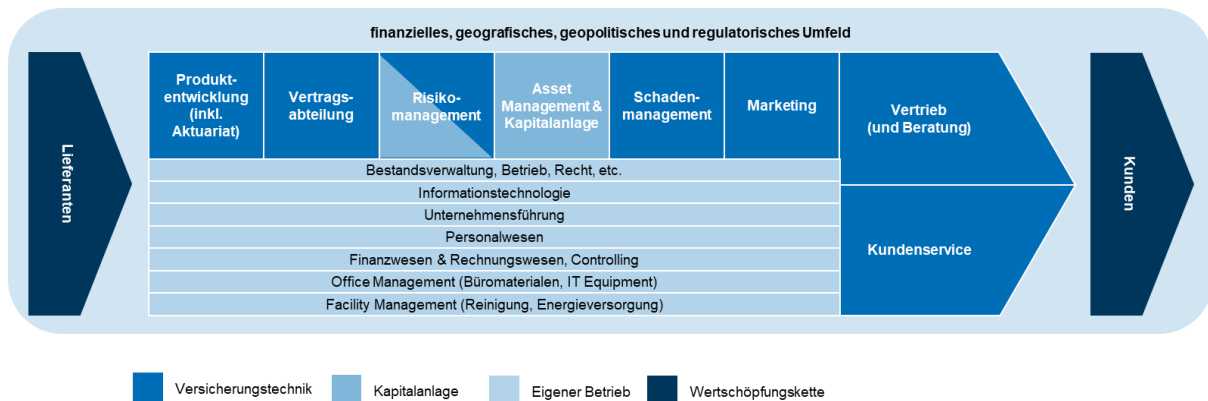 finanzielles, geografisches, geopolitisches und regulatorisches Umfeld
Lieferanten
Produkt-
entwicklung
(inkl.
Aktuariat)
Vertrags-
abteilung
Risiko-
management
Asset
Management &
Kapitalanlage
Schaden-
management
Marketing
Vertrieb
(und Beratung)
Bestandsverwaltung, Betrieb, Recht, etc.
Informationstechnologie
Unternehmensführung
Personalwesen
Finanzwesen & Rechnungswesen, Controlling
Office Management (Büromaterialen, IT Equipment)
Facility Management (Reinigung, Energieversorgung)
Kundenservice
Kunden
Versicherungstechnik
Kapitalanlage
Eigener Betrieb
Wertschöpfungskette